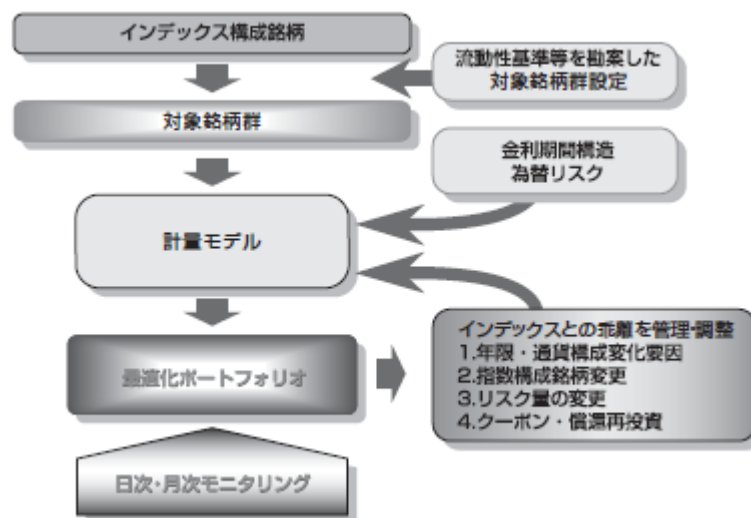 インデックス構成銘柄
流動性基準等を勘案した
対象銘柄群設定
対象銘柄群
金利期間構造
為替リスク
計量モデル
最適化ポートフォリオ
インデックスとの乖離を管理・調整
1.年限・通貨構成変化要因
2.指数構成銘柄変更
3.リスク量の変更
4.クーポン・償還再投資
日次・月次モニタリング